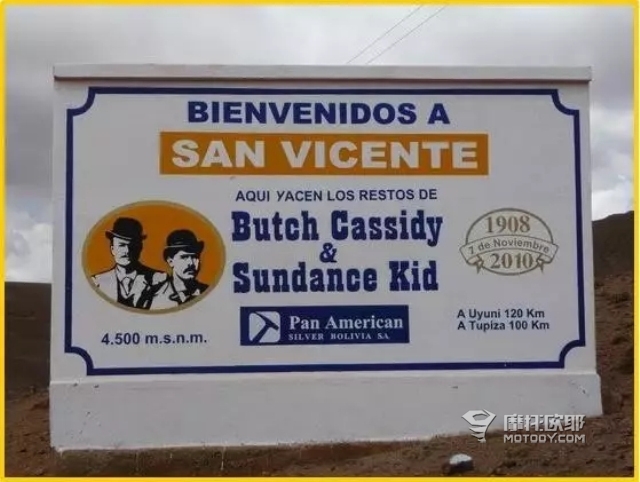 BIENVENIDOS A
SAN VICENTE
AQUI YACEN LOS RESTOS DE
Butch Cassidy
&
Sundance Kid
1908
7 de Noviembre
2010
4.500 m.s.n.m.
Pan American
SILVER BOLIVIA SA.
A Uyuni 120 Km
A Tupiza 100 Km
摩托欧耶
MOTOOY.COM